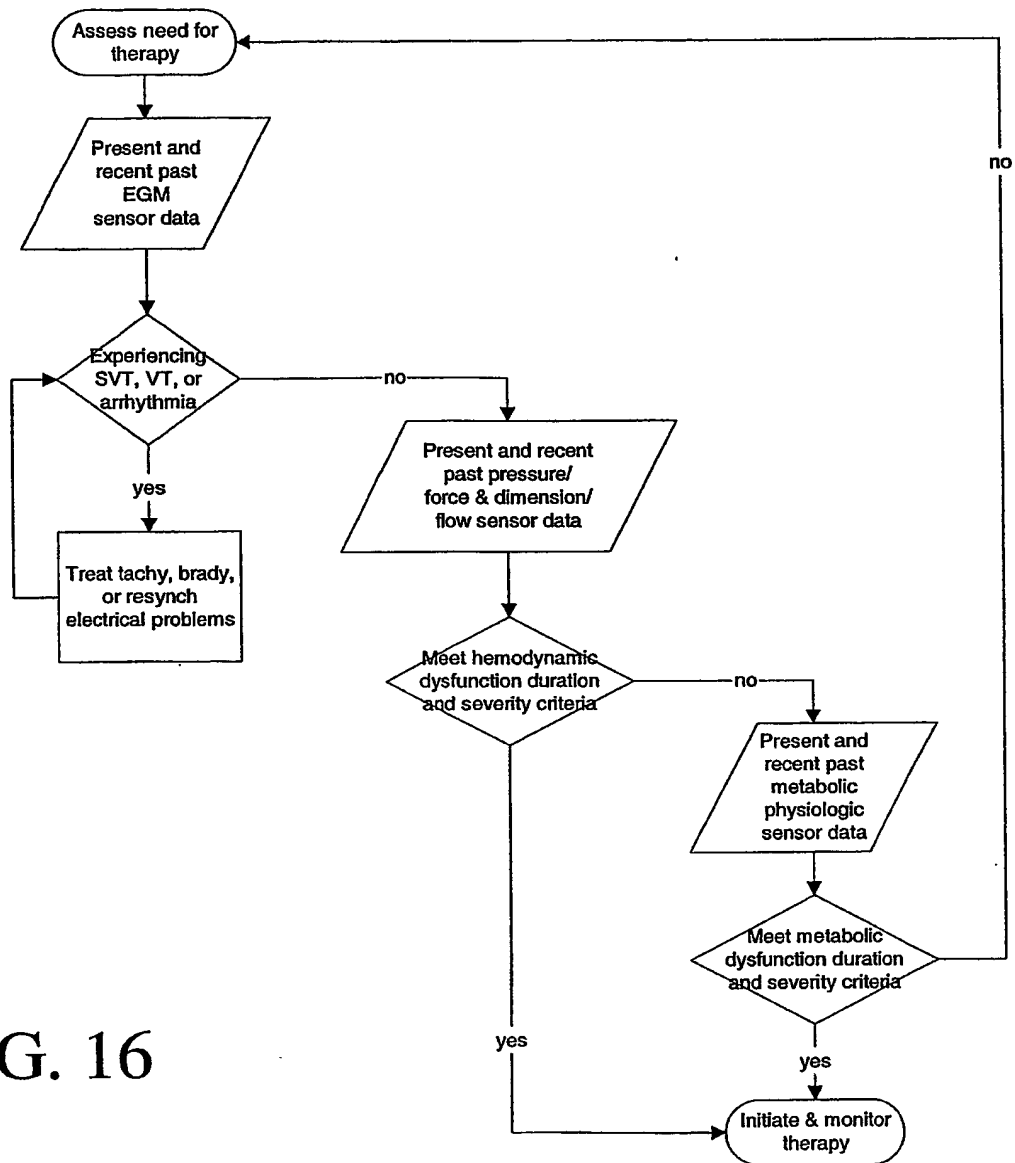 Assess need for
therapy
Present and
recent past
EGM
sensor data
no
Experiencing
SVT, VT, or
arrhythmia
no
yes
Treat tachy, brady,
or resynch
electrical problems
Present and recent
past pressure/
force & dimension/
flow sensor data
Meet hemodynamic
dysfunction duration
and severity criteria
no
Present and
recent past
metabolic
physiologic
sensor data
Meet metabolic
dysfunction duration
and severity criteria
yes
yes
Initiate & monitor
therapy
G. 16